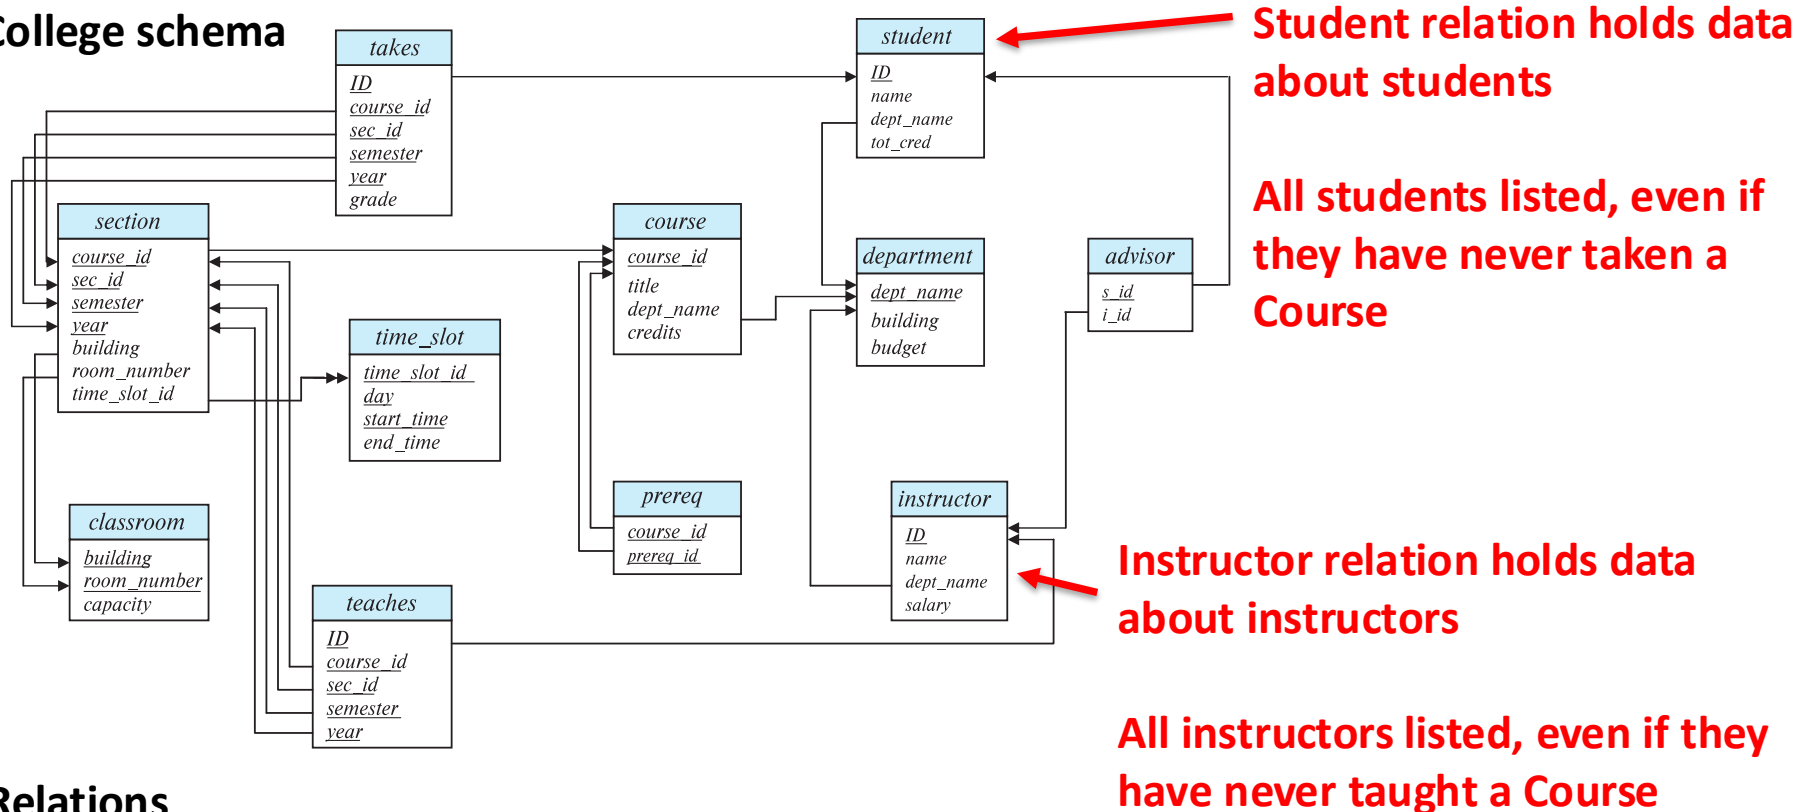 College schema
takes
ID
course_id
sec_id
semester
year
grade
student
ID
name
dept_name
tot_cred
Student relation holds data
about students
All students listed, even if
they have never taken a
Course
section
course_id
sec_id
semester
year
building
room_number
time_slot_id
course
course_id
title
dept_name
credits
department
dept_name
building
budget
advisor
s_id
i_id
time_slot
time_slot_id
day
start_time
end_time
prereq
course_id
prereq_id
instructor
ID
name
dept_name
salary
classroom
building
room_number
capacity
teaches
ID
course_id
sec_id
semester
year
Instructor relation holds data
about instructors
All instructors listed, even if they
have never taught a Course
Relations